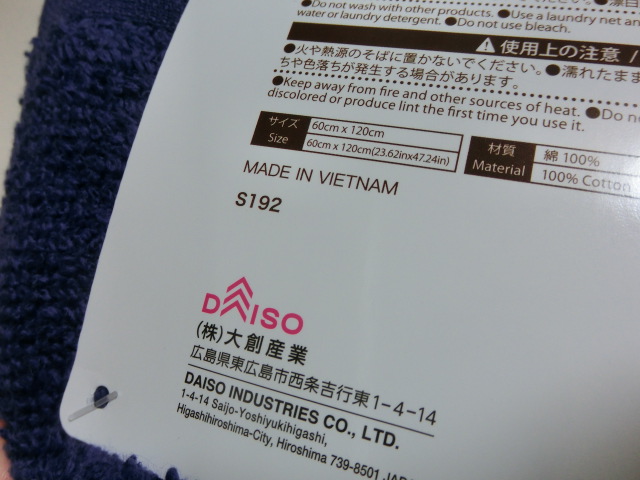 ●Do not wash with other products. ●Use a laundry net an
water or laundry detergent. ●Do not use bleach.
使用上の注意 /
●火や熱源のそばに置かないでください。●濡れたまま
ちや色落ちが発生する場合があります。
●Keep away from fire and other sources of heat. ●Do no
discolored or produce lint the first time you use it.
サイズ 60cm x 120cm
Size 60cm x 120cm(23.62inx47.24in)
材質 綿 100%
Material 100% Cotton
MADE IN VIETNAM
S192
DAISO
(株)大創産業
広島県東広島市西条吉行東1-4-14
DAISO INDUSTRIES CO., LTD.
1-4-14 Saijo-Yoshiyukihigashi,
Higashihiroshima-City, Hiroshima 739-8501 JAPA